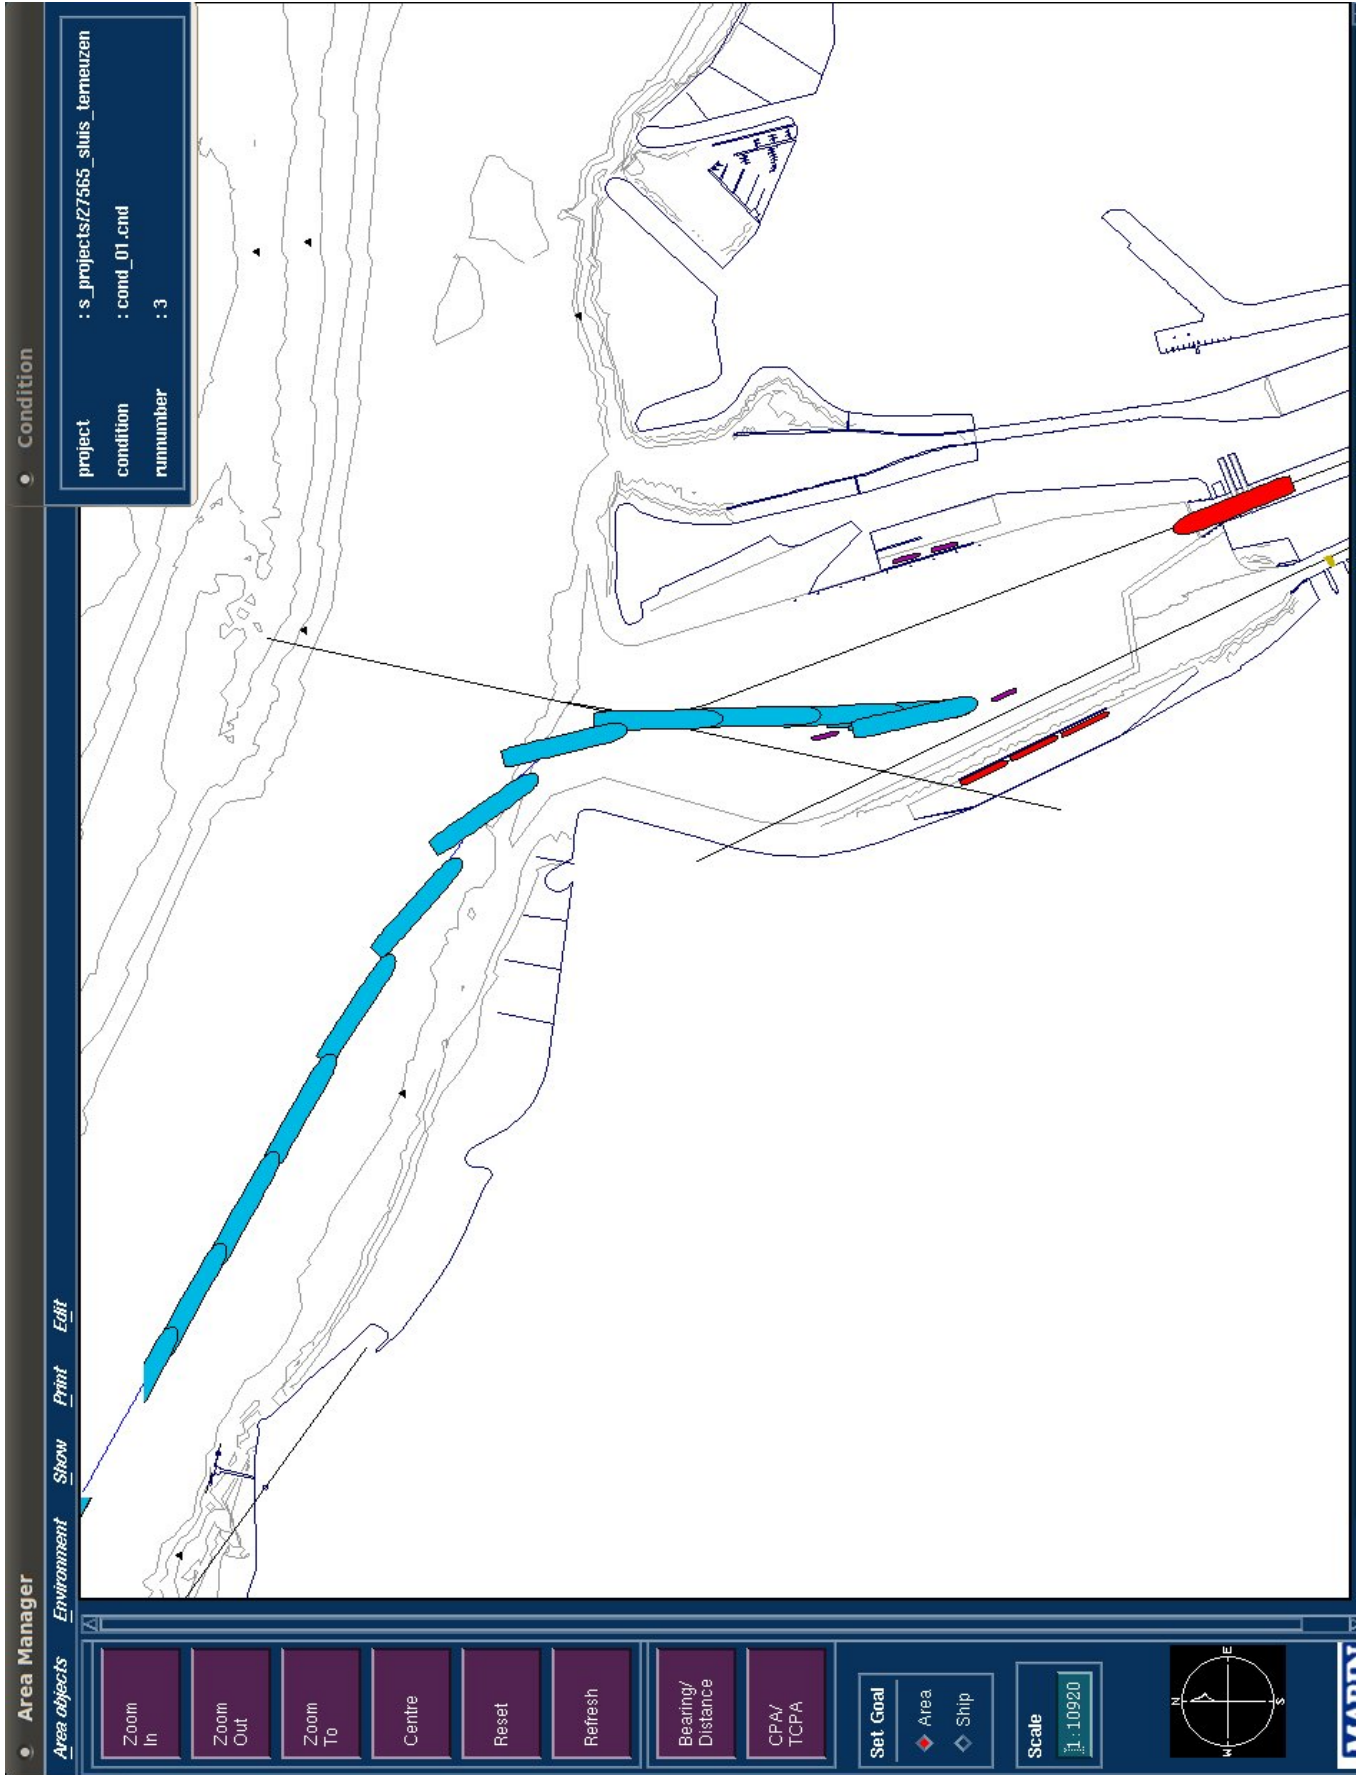 Area Manager
Condition
Area objects Environment Show Print Edit
project : s_projects/27565_sluis_terneuzen
condition : cond_01.cnd
runnumber : 3
Zoom
In
Zoom
Out
Zoom
To
Centre
Reset
Refresh
Bearing/
Distance
CPA/
TCPA
Set Goal
Area
Ship
Scale
1:10920
N
W E
S